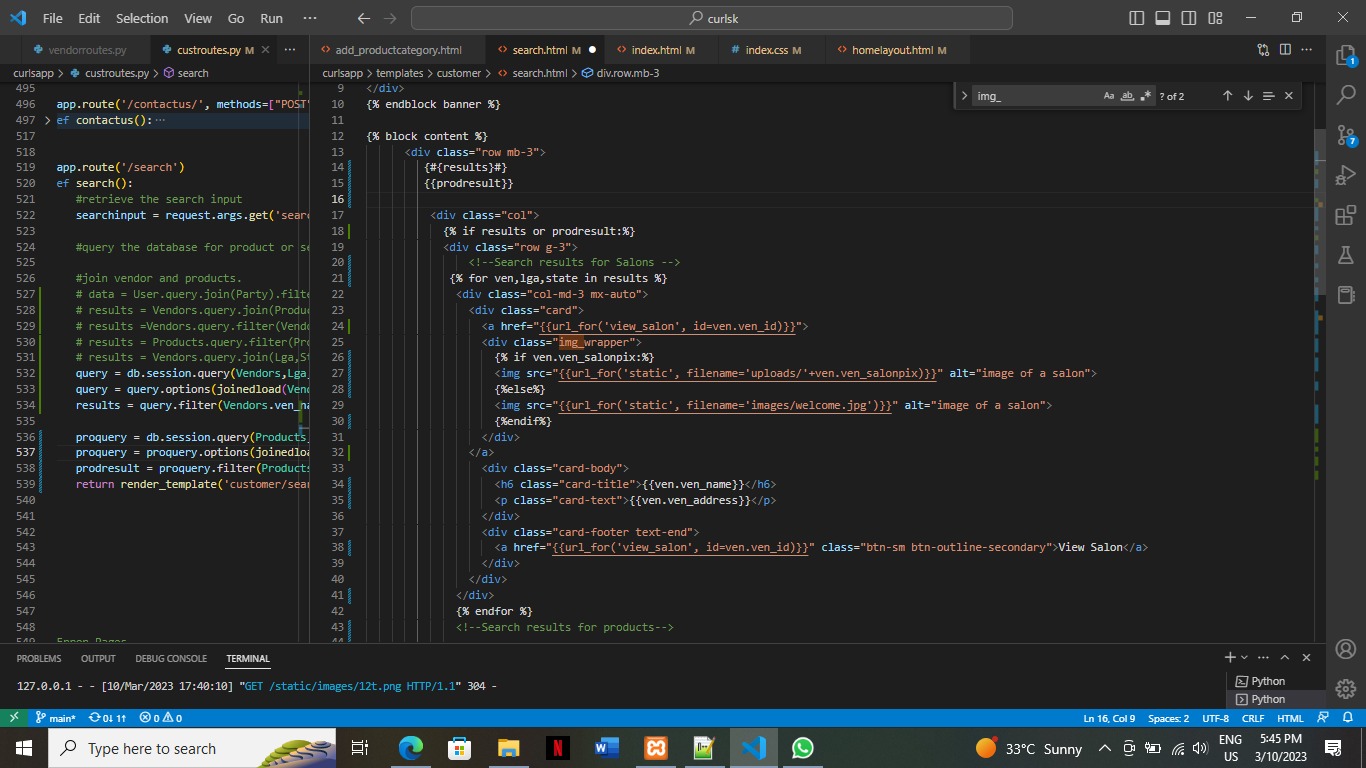 File Edit Selection View Go Run ··· curlsk
vendorroutes.py custroutes.py M ··· add_productcategory.html search.html M index.html M index.css M homelayout.html M
curlsapp > custroutes.py > search
curlsapp > templates > customer > search.html > div.row.mb-3
img_ Aa ab .* ? of 2
495
496 app.route('/contactus/', methods=["POST"
497 ef contactus():···
517
518
519 app.route('/search')
520 ef search():
521 #retrieve the search input
522 searchinput = request.args.get('sear
523
524 #query the database for product or se
525
526 #join vendor and products.
527 # data = User.query.join(Party).filte
528 # results = Vendors.query.join(Produ
529 # results =Vendors.query.filter(Vend
530 # results = Products.query.filter(Pr
531 # results = Vendors.query.join(Lga,St
532 query = db.session.query(Vendors,Lga,
533 query = query.options(joinedload(Ven
534 results = query.filter(Vendors.ven_na
535
536 proquery = db.session.query(Products,
537 proquery = proquery.options(joinedloa
538 prodresult = proquery.filter(Products
539 return render_template('customer/sear
540
541
542
543
544
545
546
547
548
549 Error Pages
9 </div>
10 {% endblock banner %}
11
12 {% block content %}
13 <div class="row mb-3">
14 {#{results}#}
15 {{prodresult}}
16
17 <div class="col">
18 {% if results or prodresult:%}
19 <div class="row g-3">
20 <!--Search results for Salons -->
21 {% for ven,lga,state in results %}
22 <div class="col-md-3 mx-auto">
23 <div class="card">
24 <a href="{{url_for('view_salon', id=ven.ven_id)}}">
25 <div class="img_wrapper">
26 {% if ven.ven_salonpix:%}
27 <img src="{{url_for('static', filename='uploads/'+ven.ven_salonpix)}}" alt="image of a salon">
28 {%else%}
29 <img src="{{url_for('static', filename='images/welcome.jpg')}}" alt="image of a salon">
30 {%endif%}
31 </div>
32 </a>
33 <div class="card-body">
34 <h6 class="card-title">{{ven.ven_name}}</h6>
35 <p class="card-text">{{ven.ven_address}}</p>
36 </div>
37 <div class="card-footer text-end">
38 <a href="{{url_for('view_salon', id=ven.ven_id)}}" class="btn-sm btn-outline-secondary">View Salon</a>
39 </div>
40 </div>
41 </div>
42 {% endfor %}
43 <!--Search results for products-->
44
1
7
PROBLEMS OUTPUT DEBUG CONSOLE TERMINAL
127.0.0.1 - - [10/Mar/2023 17:40:10] "GET /static/images/12t.png HTTP/1.1" 304 -
Python
Python
main* 0↓ 1↑ 0 0 Ln 16, Col 9 Spaces: 2 UTF-8 CRLF HTML
Type here to search 33°C Sunny ENG US 5:45 PM 3/10/2023